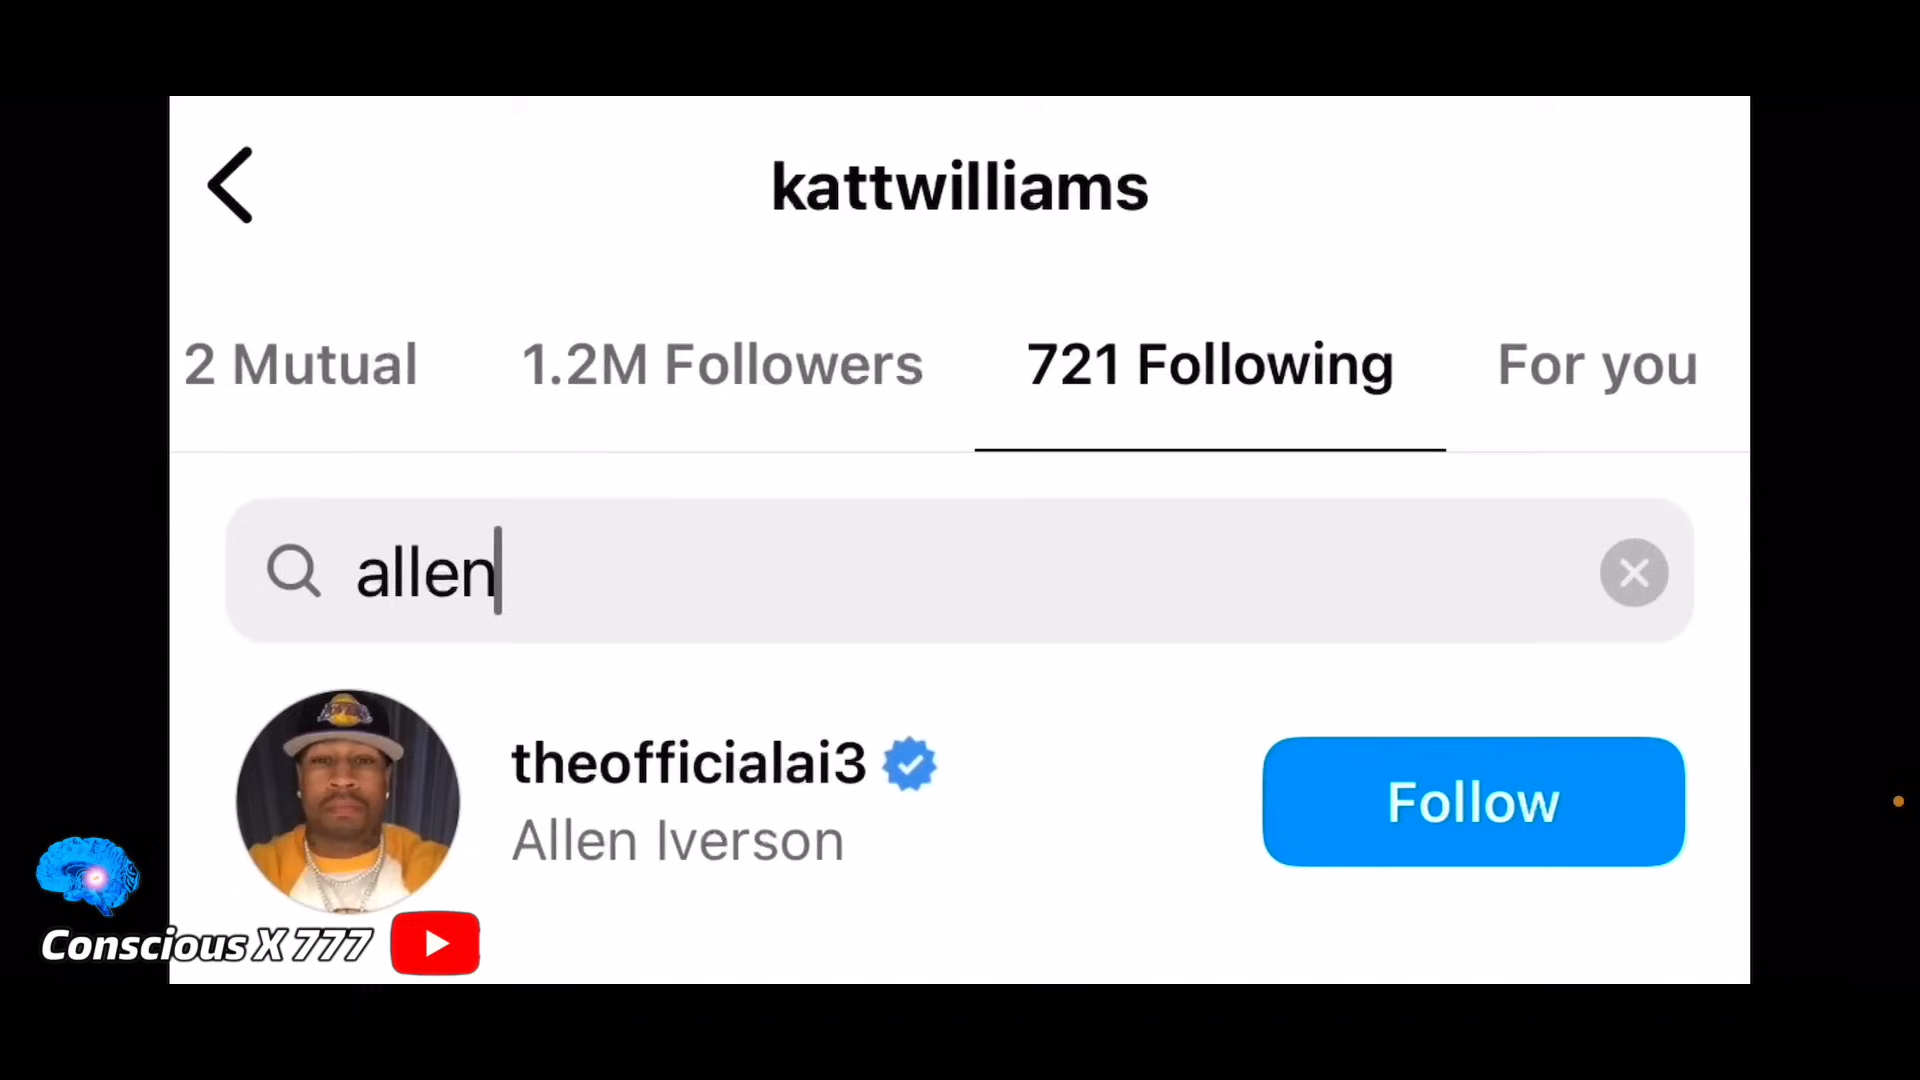 kattwilliams
2 Mutual 1.2M Followers 721 Following For you
allen
theofficialai3
Allen Iverson
Follow
Conscious X 777